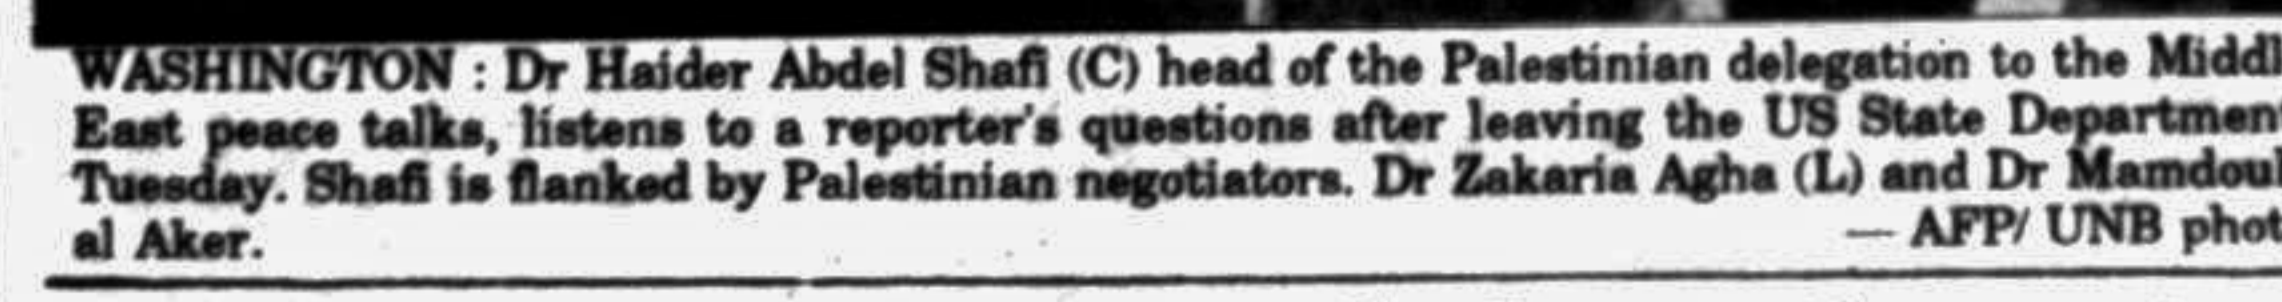 WASHINGTON : Dr Haider Abdel Shafi (C) head of the Palestinian delegation to the Middl
East peace talks, listens to a reporter's questions after leaving the US State Departmen
Tuesday. Shafi is flanked by Palestinian negotiators. Dr Zakaria Agha (L) and Dr Mamdou
al Aker. — AFP/ UNB phot